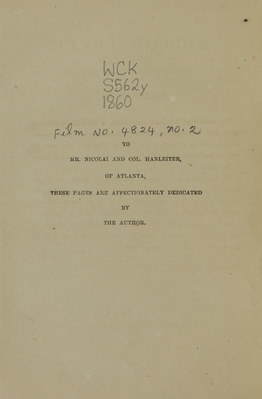 WCK
S562y
1860
Film No. 4824, no. 2
TO
MR. NICOLAI AND COL. HANLEITER,
OF ATLANTA,
THESE PAGES ARE AFFECTIONATELY DEDICATED
BY
THE AUTHOR.